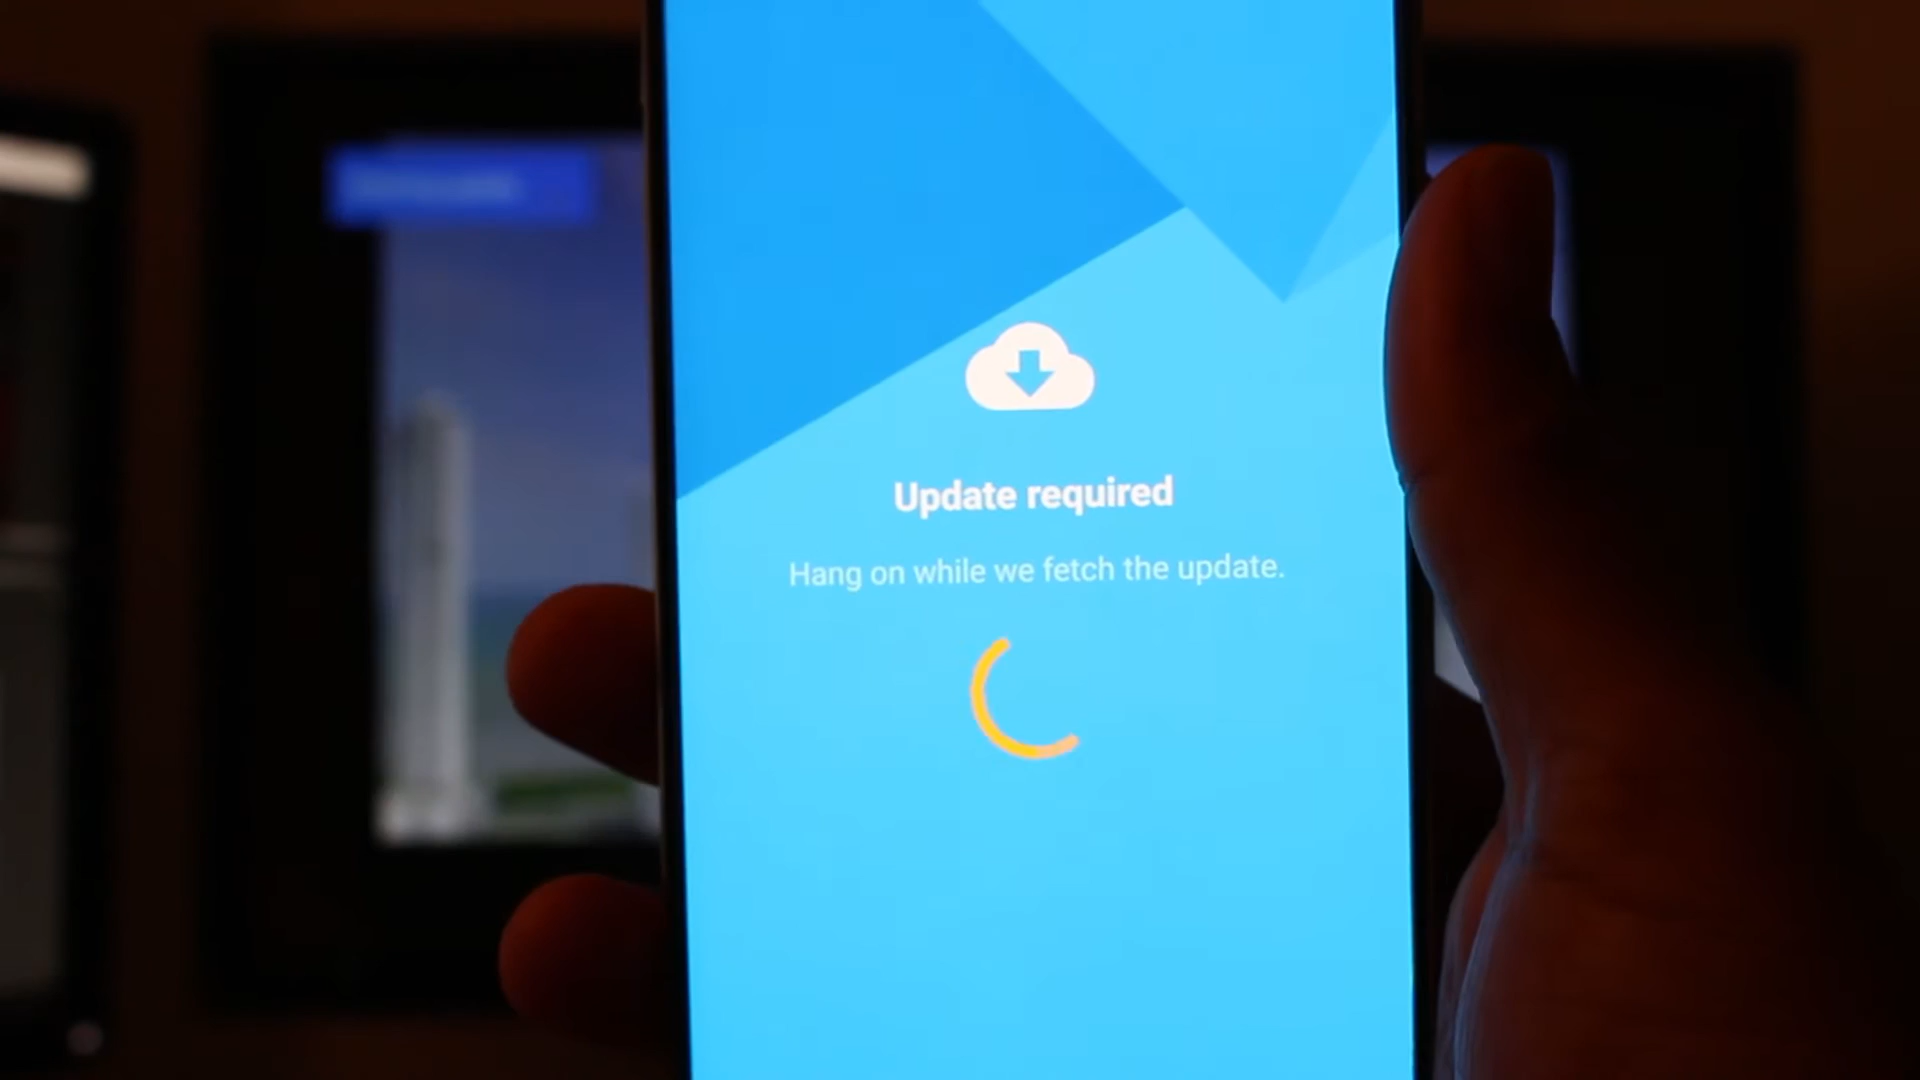 Update required
Hang on while we fetch the update.